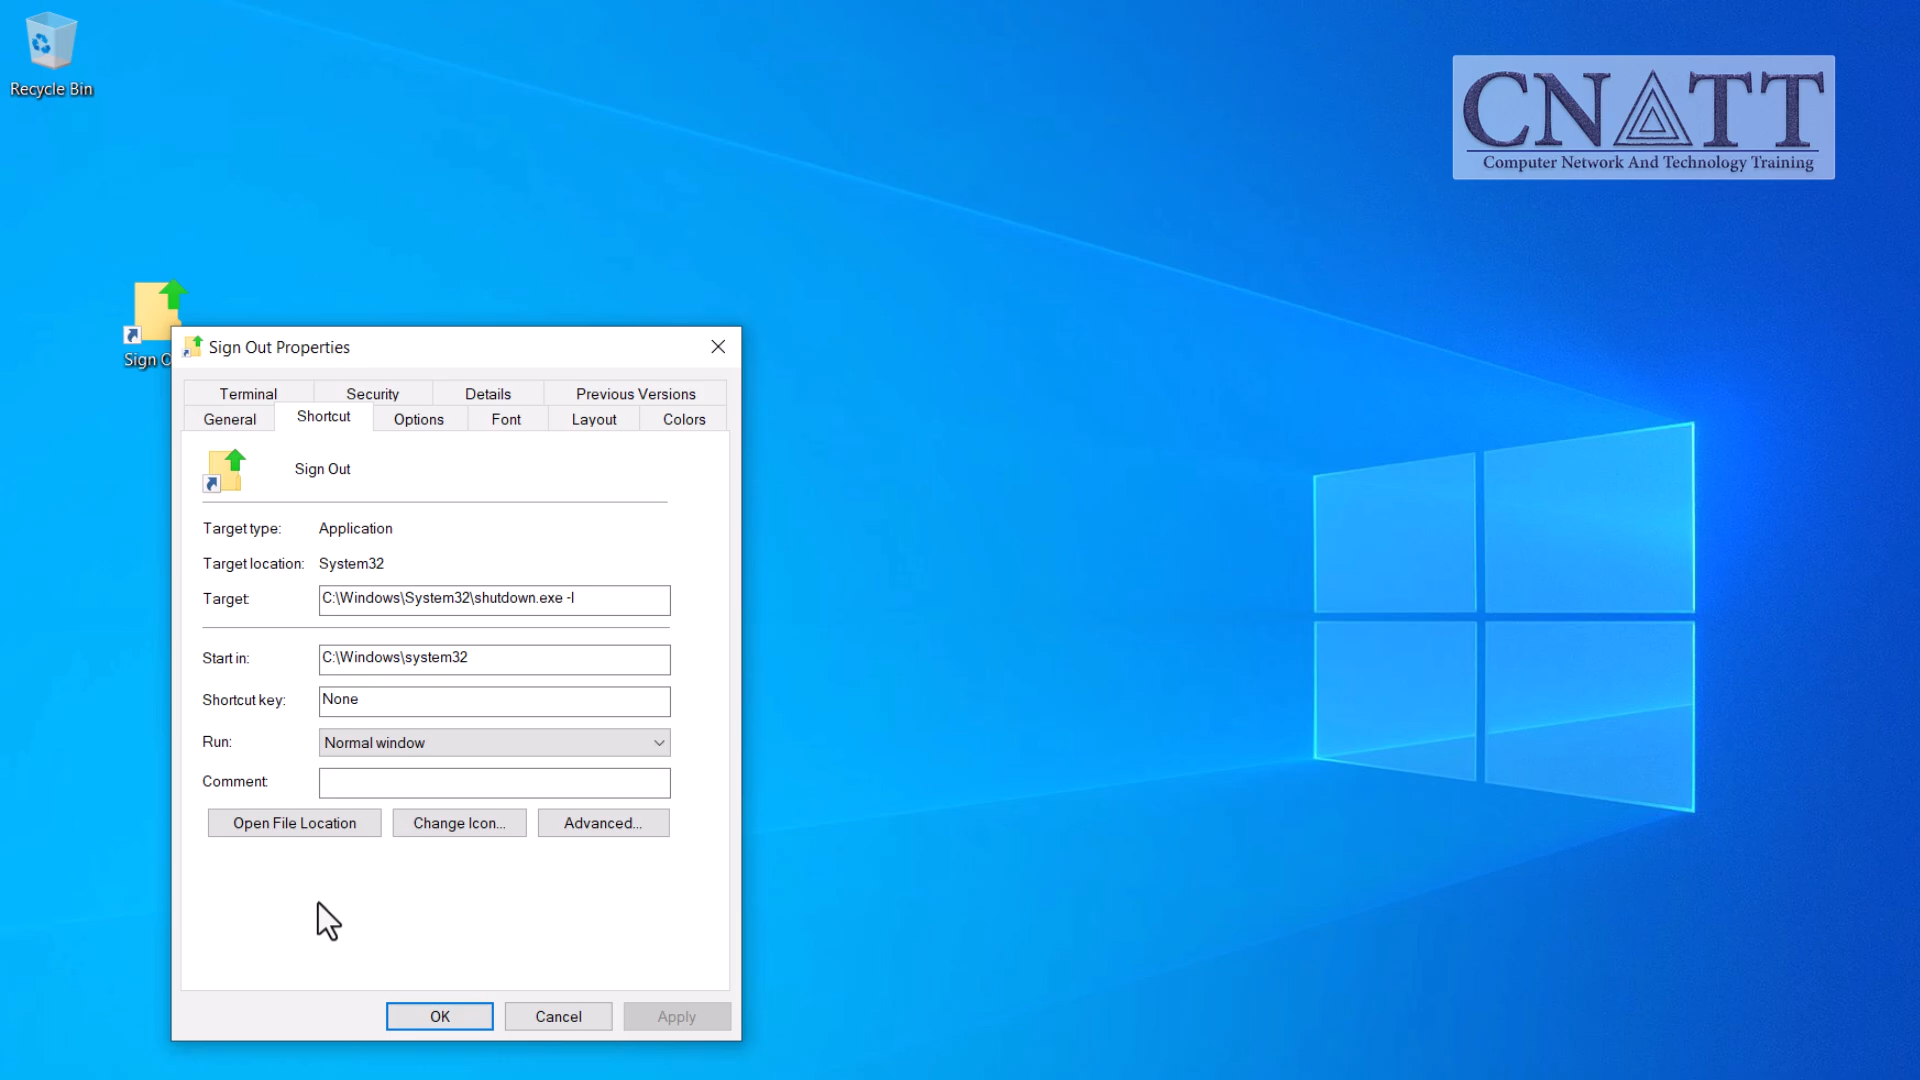 Recycle Bin
CNATT
Computer Network And Technology Training
Sign O
Sign Out Properties
Terminal Security Details Previous Versions
General Shortcut Options Font Layout Colors
Sign Out
Target type: Application
Target location: System32
Target: C:\Windows\System32\shutdown.exe -l
Start in: C:\Windows\system32
Shortcut key: None
Run: Normal window
Comment:
Open File Location Change Icon... Advanced...
OK Cancel Apply